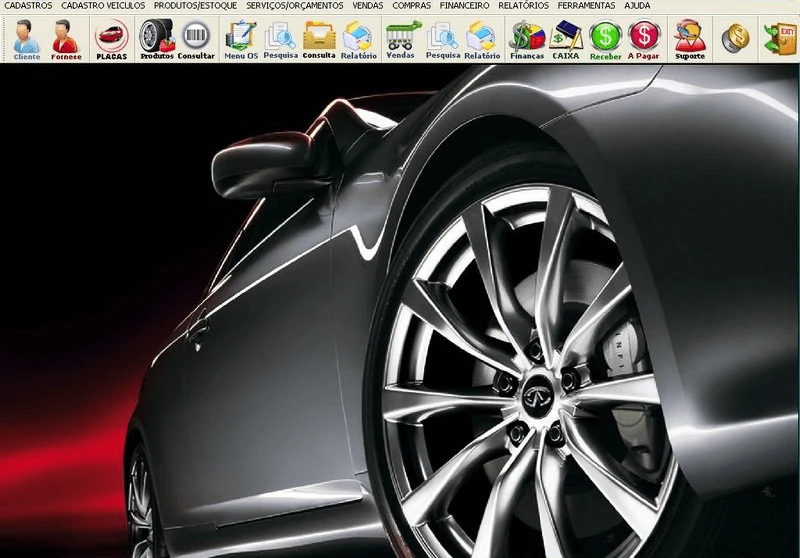 CADASTROS CADASTRO VEICULOS PRODUTOS/ESTOQUE SERVIÇOS/ORÇAMENTOS VENDAS COMPRAS FINANCEIRO RELATÓRIOS FERRAMENTAS AJUDA
Cliente Fornece PLACAS Produtos Consultar Menu OS Pesquisa Consulta Relatório Vendas Pesquisa Relatório Finanças CAIXA Receber A Pagar Suporte
EXIT
INFI